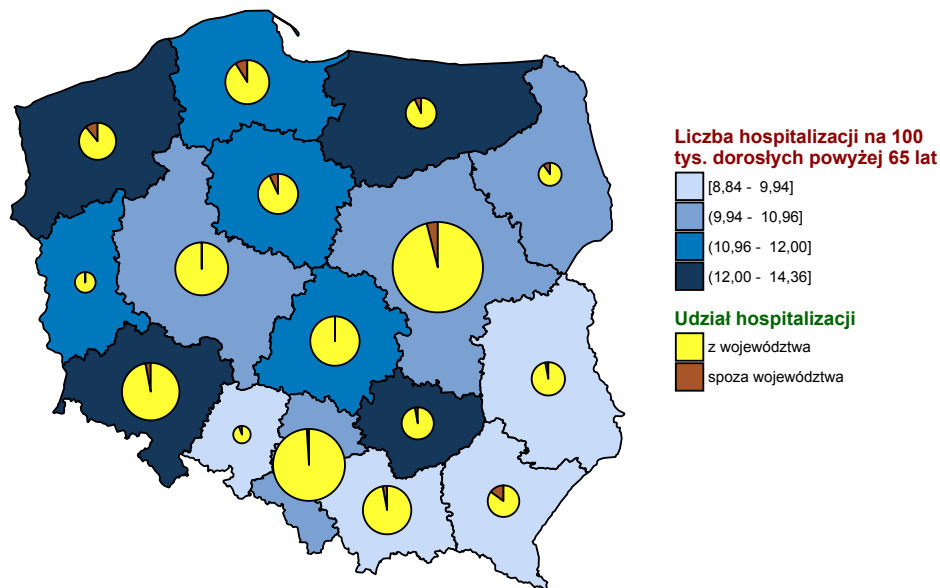 Liczba hospitalizacji na 100
tys. dorosłych powyżej 65 lat
[8,84 - 9,94]
(9,94 - 10,96]
(10,96 - 12,00]
(12,00 - 14,36]
Udział hospitalizacji
z województwa
spoza województwa